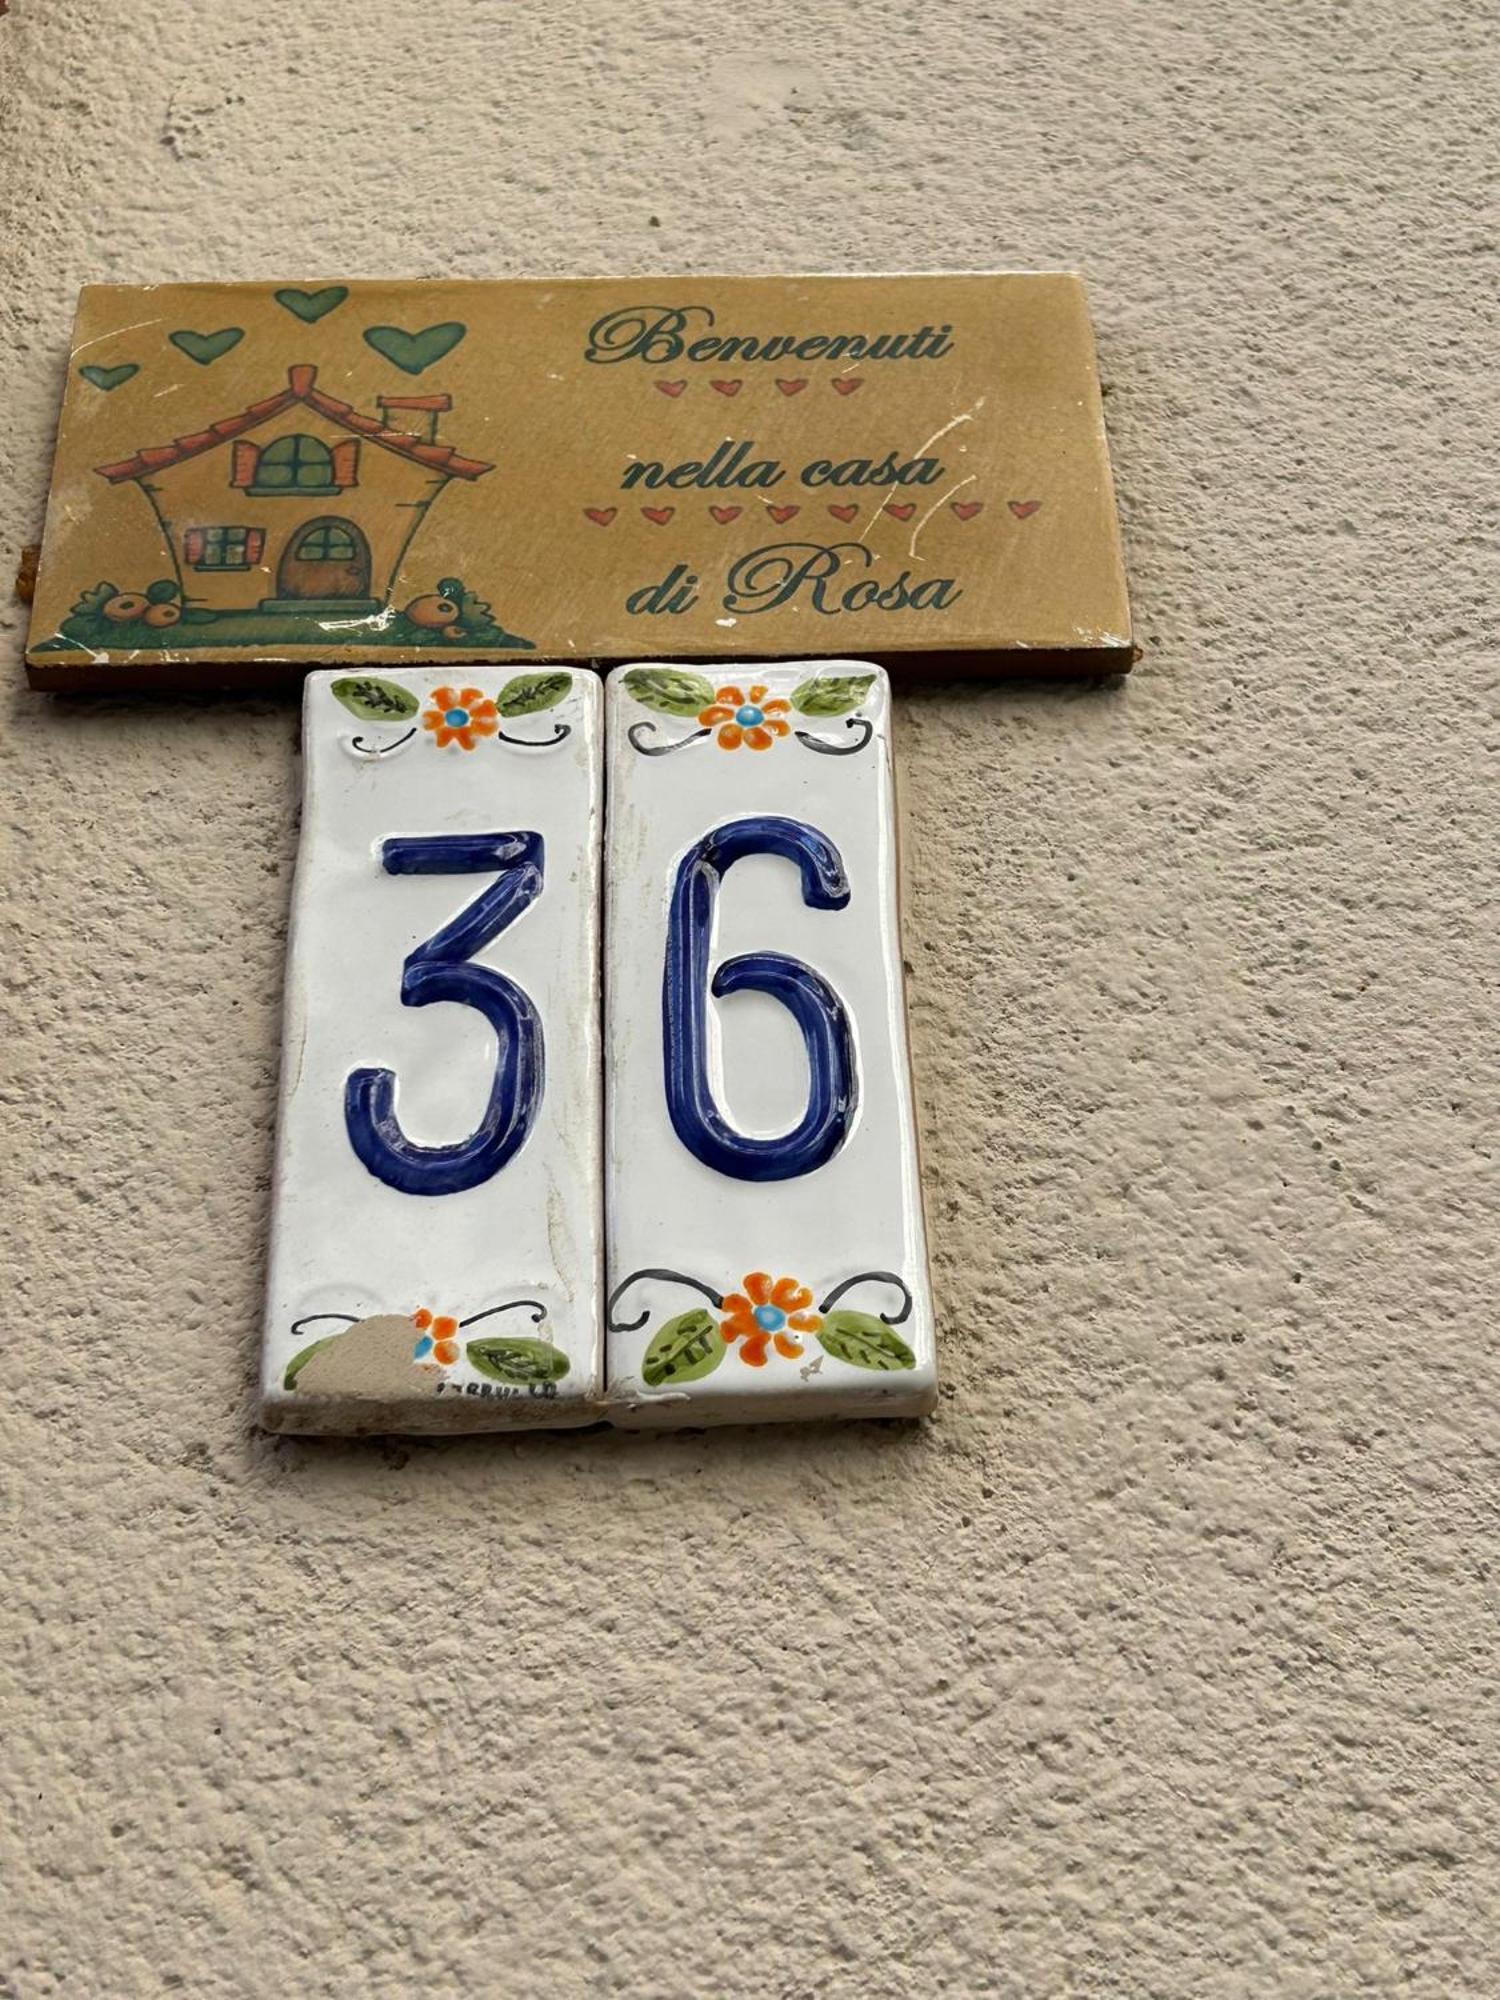 Benvenuti
nella casa
di Rosa
36